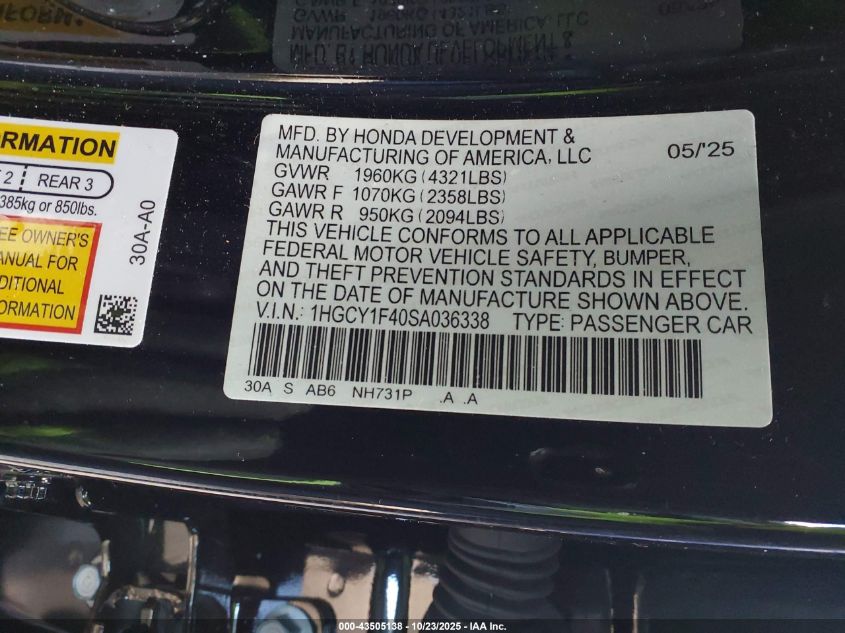 ORMATION
2 REAR 3
385kg or 850lbs.
EE OWNER'S
ANUAL FOR
DITIONAL
FORMATION
30A-A0
MFD. BY HONDA DEVELOPMENT &
MANUFACTURING OF AMERICA, LLC 05/'25
GVWR 1960KG (4321LBS)
GAWR F 1070KG (2358LBS)
GAWR R 950KG (2094LBS)
THIS VEHICLE CONFORMS TO ALL APPLICABLE
FEDERAL MOTOR VEHICLE SAFETY, BUMPER,
AND THEFT PREVENTION STANDARDS IN EFFECT
ON THE DATE OF MANUFACTURE SHOWN ABOVE.
V.I.N.: 1HGCY1F40SA036338 TYPE: PASSENGER CAR
30A S AB6 NH731P .A .A
000-43505138 - 10/23/2025 - IAA Inc.